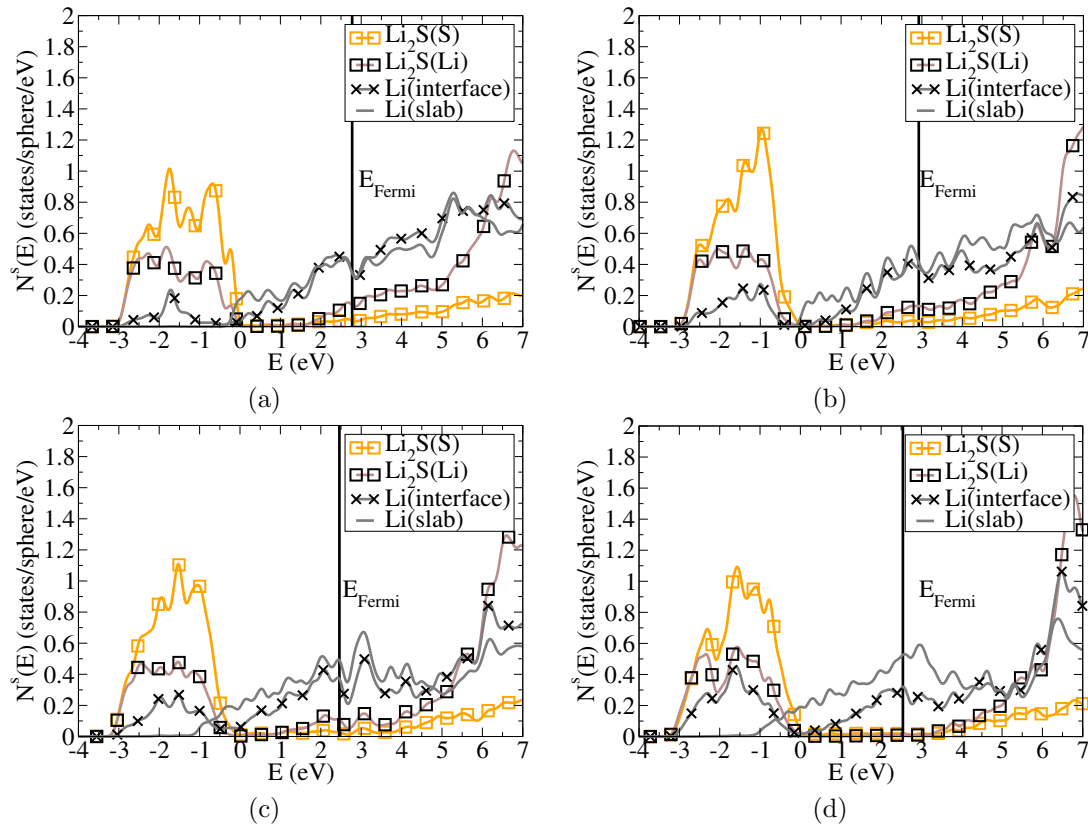 Nˢ(E) (states/sphere/eV)
2
1.8
1.6
1.4
1.2
1
0.8
0.6
0.4
0.2
0
Li₂S(S)
Li₂S(Li)
Li(interface)
Li(slab)
E_Fermi
-4 -3 -2 -1 0 1 2 3 4 5 6 7
E (eV)
(a)
Nˢ(E) (states/sphere/eV)
2
1.8
1.6
1.4
1.2
1
0.8
0.6
0.4
0.2
0
Li₂S(S)
Li₂S(Li)
Li(interface)
Li(slab)
E_Fermi
-4 -3 -2 -1 0 1 2 3 4 5 6 7
E (eV)
(b)
Nˢ(E) (states/sphere/eV)
2
1.8
1.6
1.4
1.2
1
0.8
0.6
0.4
0.2
0
Li₂S(S)
Li₂S(Li)
Li(interface)
Li(slab)
E_Fermi
-4 -3 -2 -1 0 1 2 3 4 5 6 7
E (eV)
(c)
Nˢ(E) (states/sphere/eV)
2
1.8
1.6
1.4
1.2
1
0.8
0.6
0.4
0.2
0
Li₂S(S)
Li₂S(Li)
Li(interface)
Li(slab)
E_Fermi
-4 -3 -2 -1 0 1 2 3 4 5 6 7
E (eV)
(d)